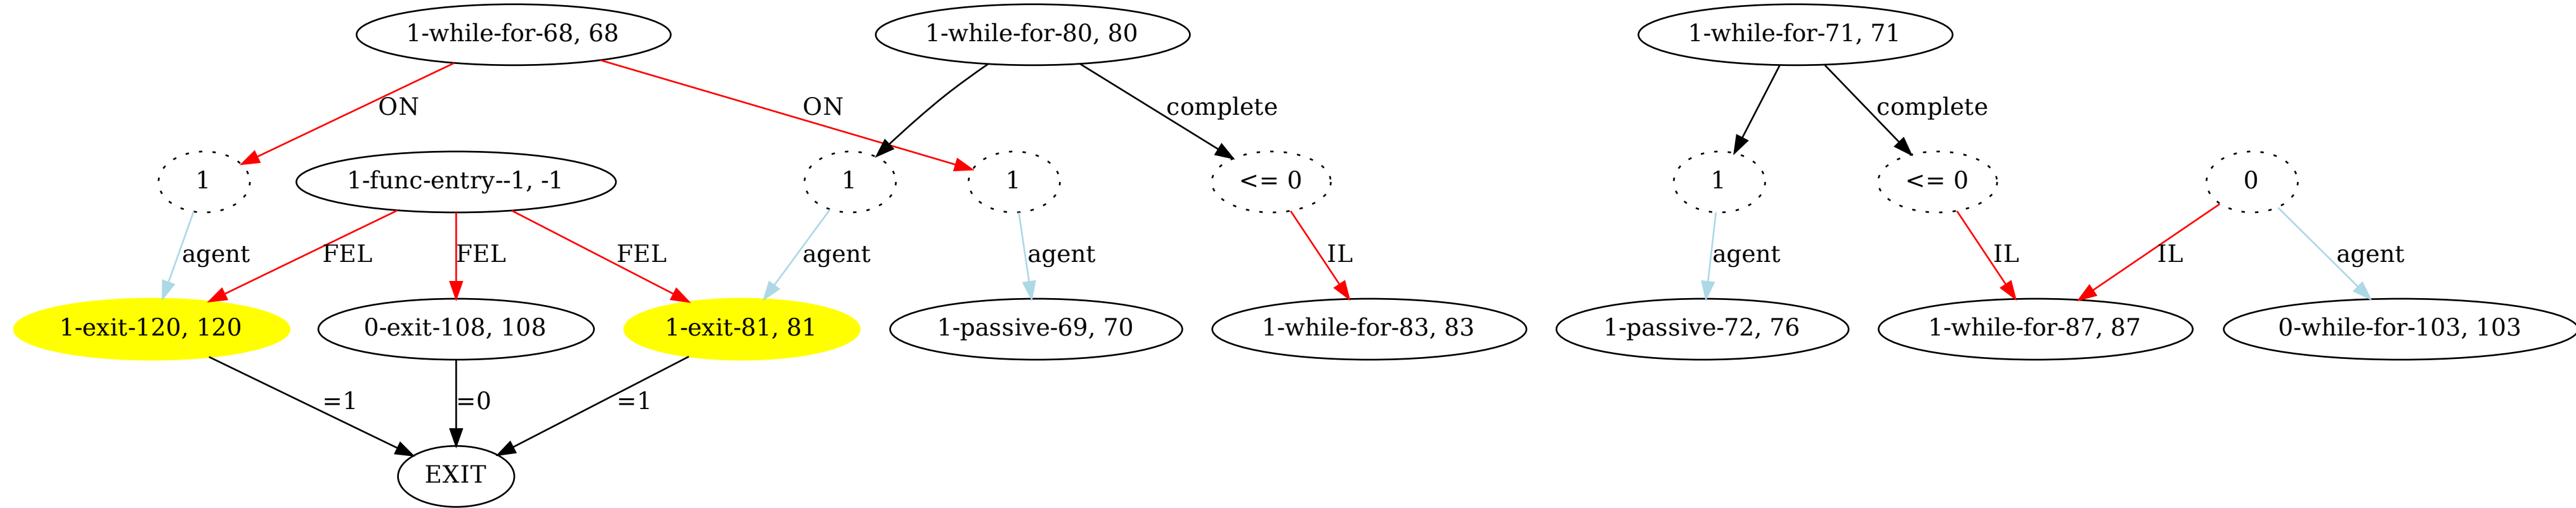 1-while-for-68, 68
1-while-for-80, 80
1-while-for-71, 71
ON
ON
complete
complete
1
1-func-entry--1, -1
1
1
<= 0
1
<= 0
0
agent
FEL
FEL
FEL
agent
agent
IL
agent
IL
IL
agent
1-exit-120, 120
0-exit-108, 108
1-exit-81, 81
1-passive-69, 70
1-while-for-83, 83
1-passive-72, 76
1-while-for-87, 87
0-while-for-103, 103
=1
=0
=1
EXIT